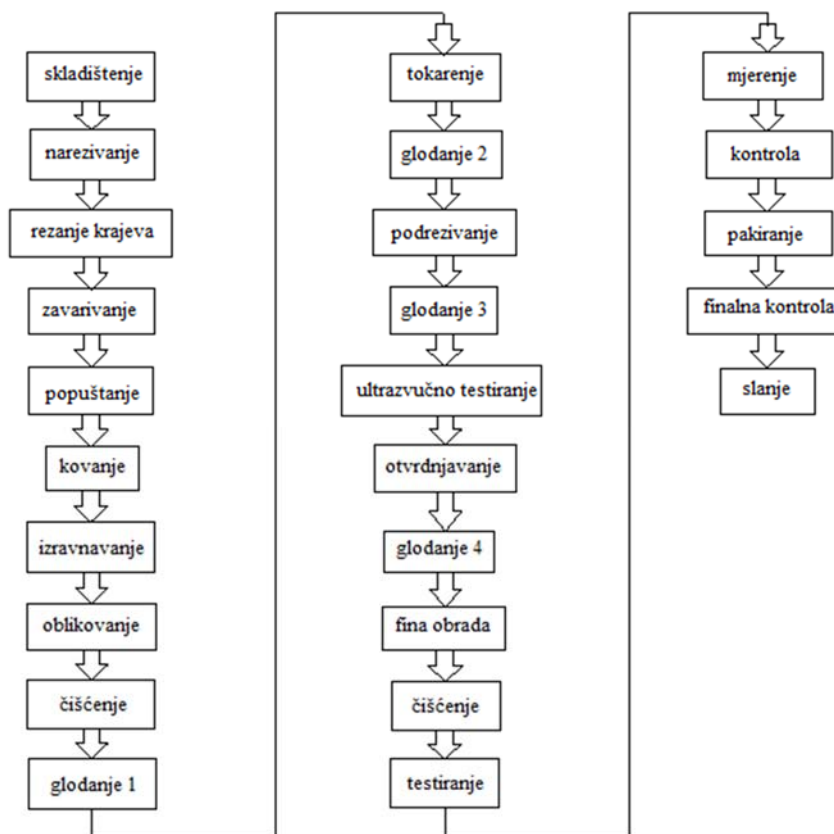 skladištenje
narezivanje
rezanje krajeva
zavarivanje
popuštanje
kovanje
izravnavanje
oblikovanje
čišćenje
glodanje 1
tokarenje
glodanje 2
podrezivanje
glodanje 3
ultrazvučno testiranje
otvrdnjavanje
glodanje 4
fina obrada
čišćenje
testiranje
mjerenje
kontrola
pakiranje
finalna kontrola
slanje